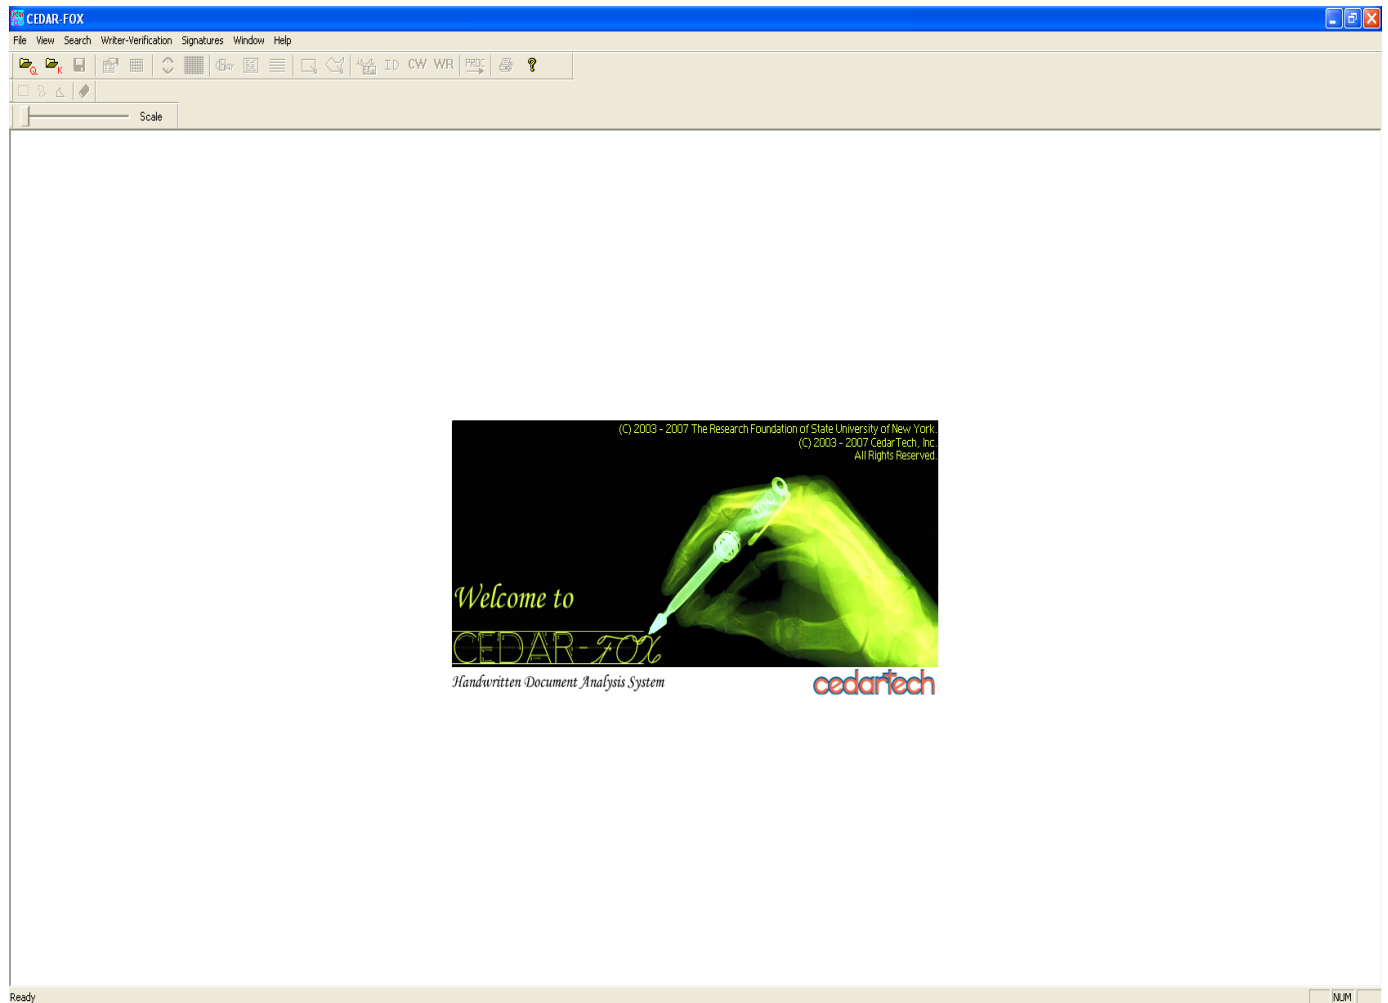 CEDAR-FOX
File View Search Writer-Verification Signatures Window Help
QL K ID CW WR PROC ?
Scale
(C) 2003 - 2007 The Research Foundation of State University of New York.
(C) 2003 - 2007 CedarTech, Inc.
All Rights Reserved.
Welcome to
CEDAR-FOX
Handwritten Document Analysis System
cedartech
Ready
NUM